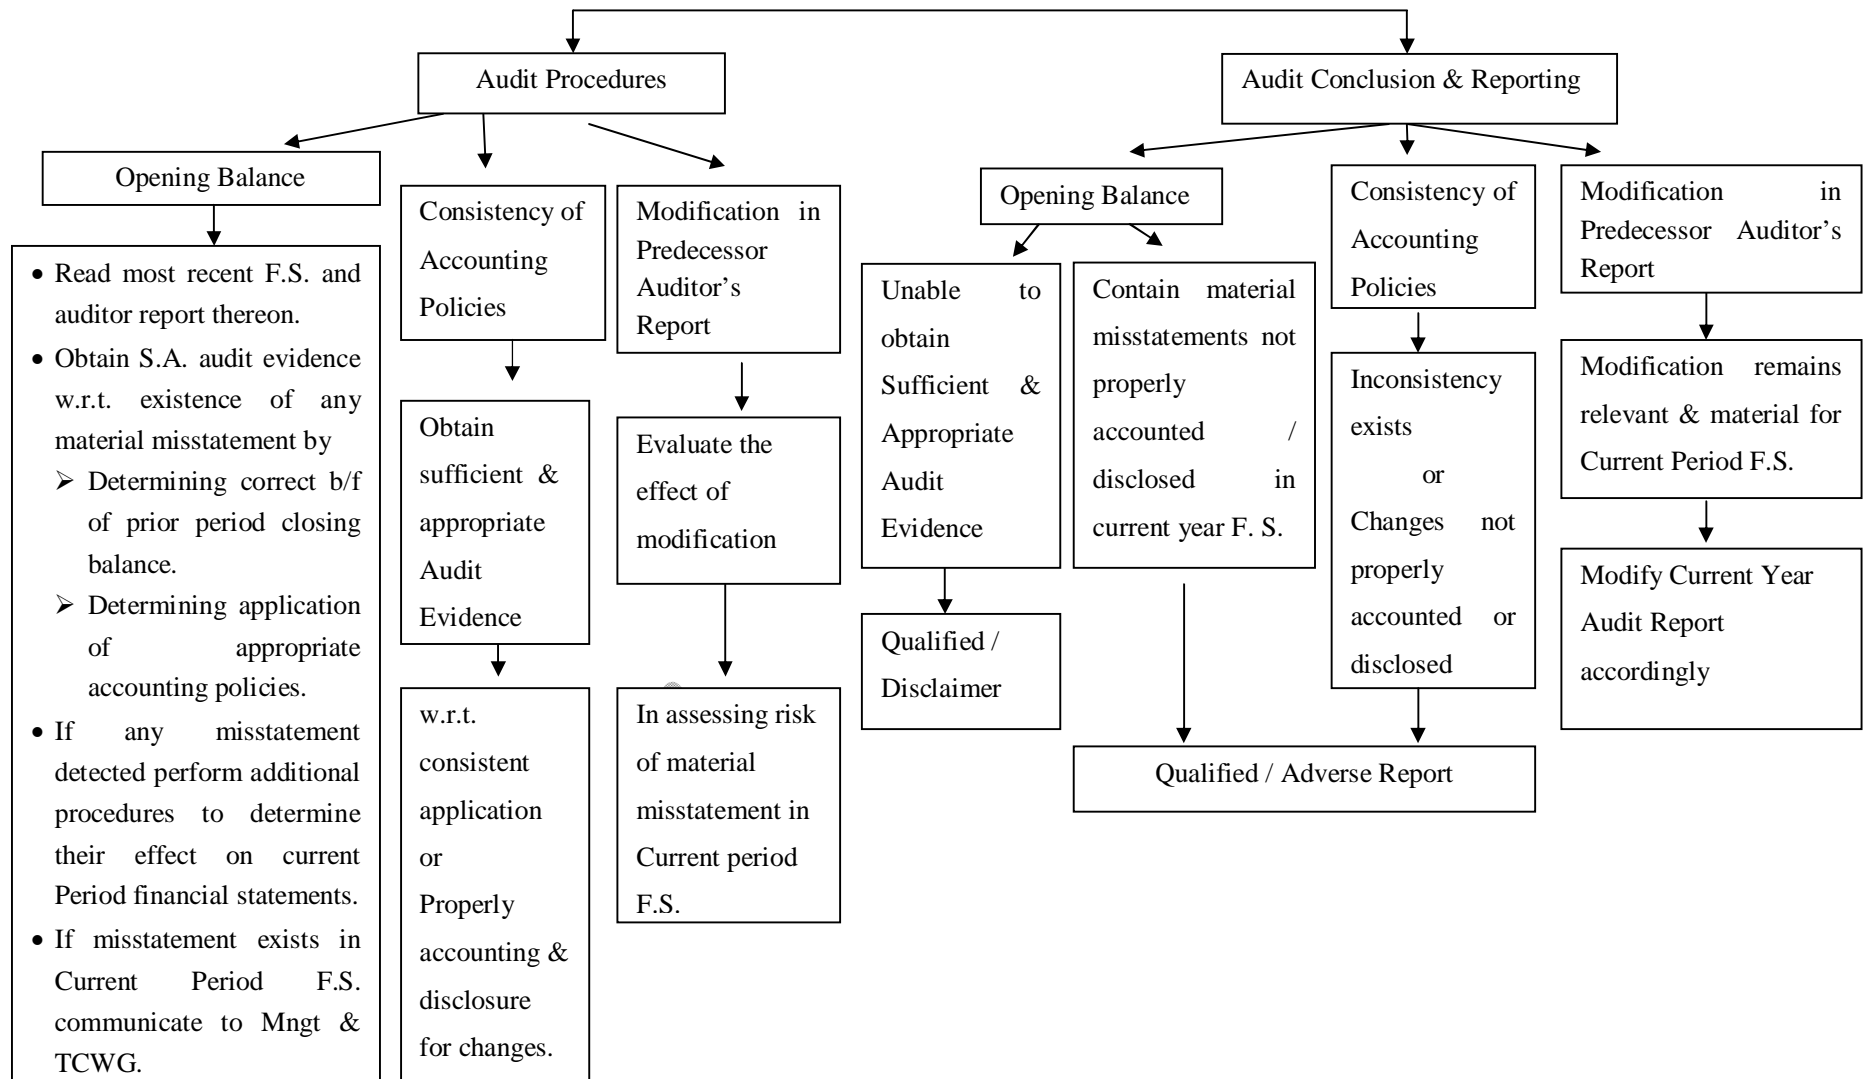 Audit Procedures
Audit Conclusion & Reporting
Opening Balance
• Read most recent F.S. and
auditor report thereon.
• Obtain S.A. audit evidence
w.r.t. existence of any
material misstatement by
➢ Determining correct b/f
of prior period closing
balance.
➢ Determining application
of appropriate
accounting policies.
• If any misstatement
detected perform additional
procedures to determine
their effect on current
Period financial statements.
• If misstatement exists in
Current Period F.S.
communicate to Mngt &
TCWG.
Consistency of
Accounting
Policies
Obtain
sufficient &
appropriate
Audit
Evidence
w.r.t.
consistent
application
or
Properly
accounting &
disclosure
for changes.
Modification in
Predecessor
Auditor’s
Report
Evaluate the
effect of
modification
In assessing risk
of material
misstatement in
Current period
F.S.
Opening Balance
Unable to
obtain
Sufficient &
Appropriate
Audit
Evidence
Qualified /
Disclaimer
Contain material
misstatements not
properly
accounted /
disclosed in
current year F. S.
Consistency of
Accounting
Policies
Inconsistency
exists
or
Changes not
properly
accounted or
disclosed
Qualified / Adverse Report
Modification in
Predecessor Auditor’s
Report
Modification remains
relevant & material for
Current Period F.S.
Modify Current Year
Audit Report
accordingly